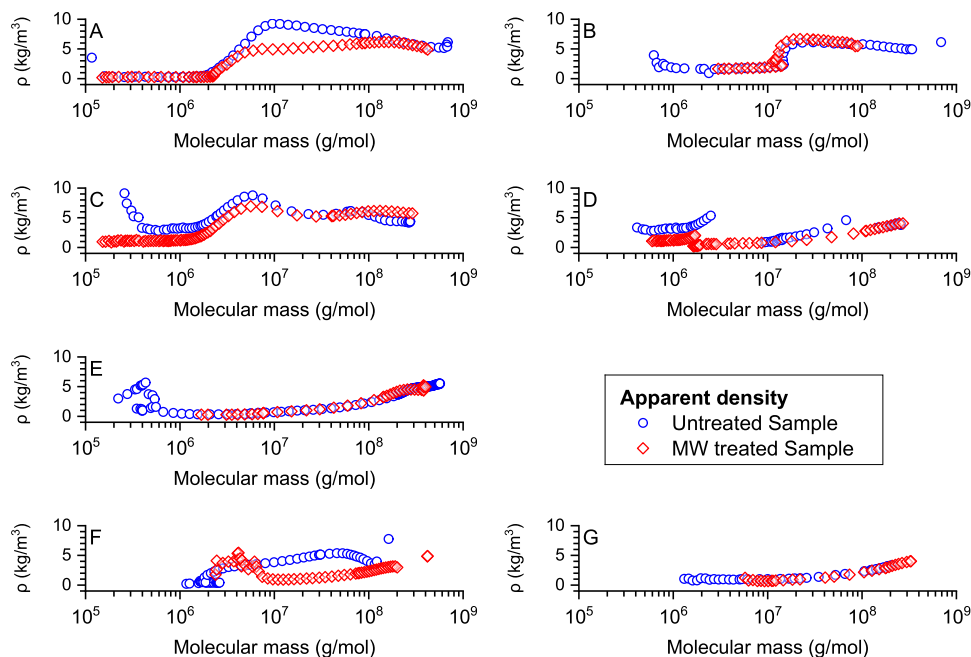 A
ρ (kg/m³)
10
5
0
10⁵ 10⁶ 10⁷ 10⁸ 10⁹
Molecular mass (g/mol)
B
ρ (kg/m³)
10
5
0
10⁵ 10⁶ 10⁷ 10⁸ 10⁹
Molecular mass (g/mol)
C
ρ (kg/m³)
10
5
0
10⁵ 10⁶ 10⁷ 10⁸ 10⁹
Molecular mass (g/mol)
D
ρ (kg/m³)
10
5
0
10⁵ 10⁶ 10⁷ 10⁸ 10⁹
Molecular mass (g/mol)
E
ρ (kg/m³)
10
5
0
10⁵ 10⁶ 10⁷ 10⁸ 10⁹
Molecular mass (g/mol)
Apparent density
Untreated Sample
MW treated Sample
F
ρ (kg/m³)
10
5
0
10⁵ 10⁶ 10⁷ 10⁸ 10⁹
Molecular mass (g/mol)
G
ρ (kg/m³)
10
5
0
10⁵ 10⁶ 10⁷ 10⁸ 10⁹
Molecular mass (g/mol)